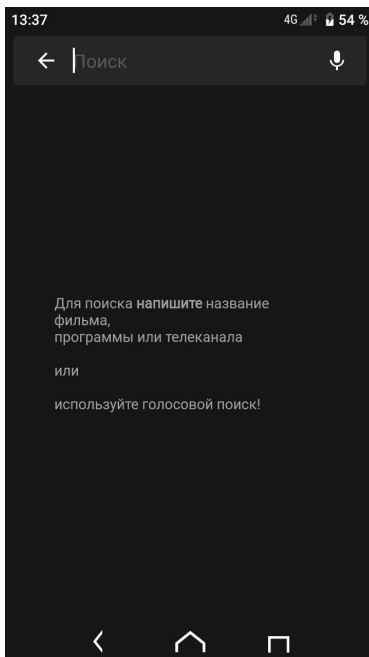 13:37 4G 54 %
Поиск
Для поиска напишите название
фильма,
программы или телеканала
или
используйте голосовой поиск!